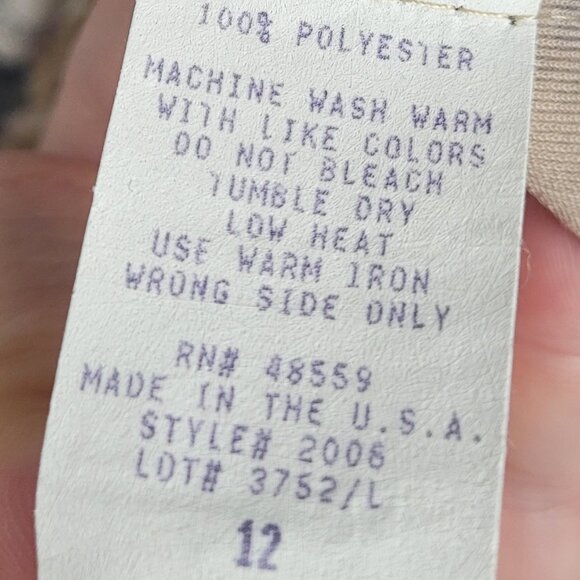 100% POLYESTER
MACHINE WASH WARM
WITH LIKE COLORS
DO NOT BLEACH
TUMBLE DRY
LOW HEAT
USE WARM IRON
WRONG SIDE ONLY
RN# 48559
MADE IN THE U.S.A.
STYLE# 2006
LOT# 3752/L
12